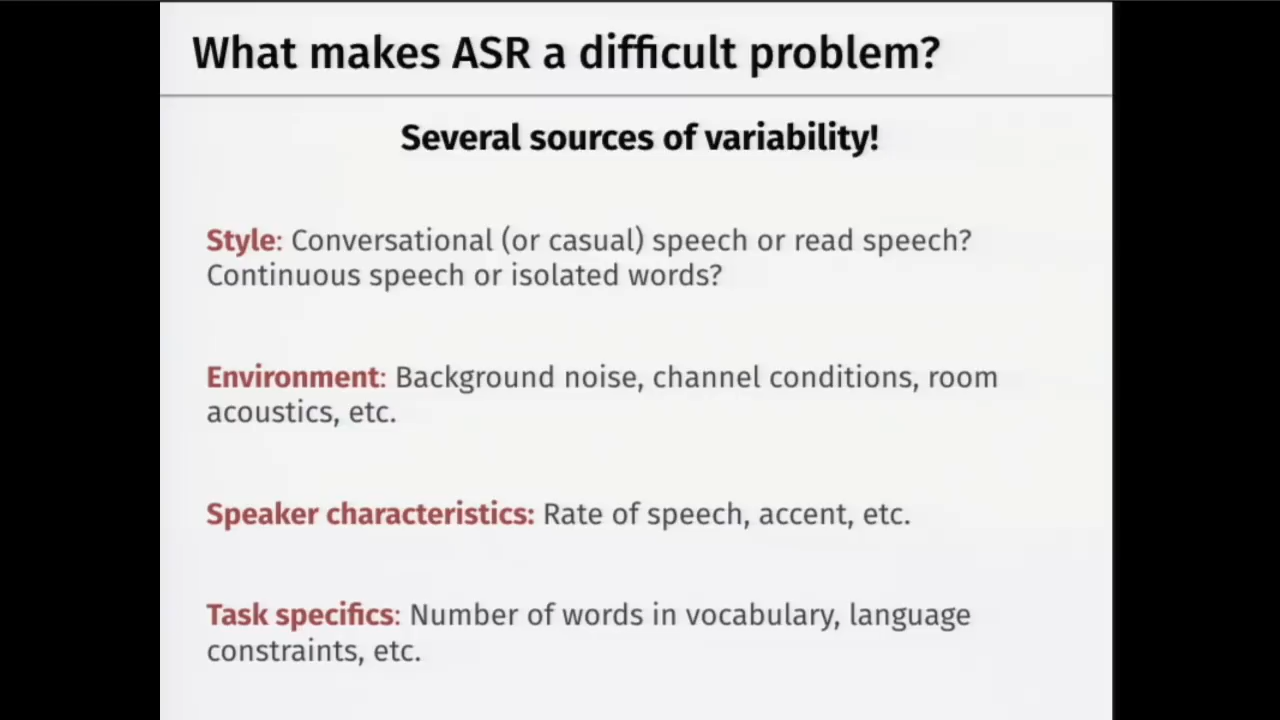 What makes ASR a difficult problem?
Several sources of variability!
Style: Conversational (or casual) speech or read speech?
Continuous speech or isolated words?
Environment: Background noise, channel conditions, room
acoustics, etc.
Speaker characteristics: Rate of speech, accent, etc.
Task specifics: Number of words in vocabulary, language
constraints, etc.